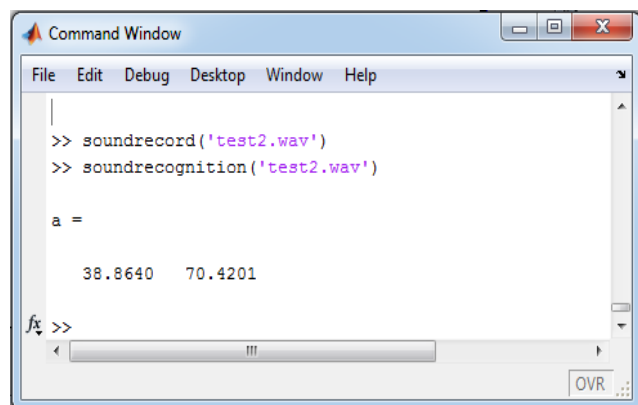 Command Window
File Edit Debug Desktop Window Help
>> soundrecord('test2.wav')
>> soundrecognition('test2.wav')
a =
38.8640 70.4201
fx >>
OVR